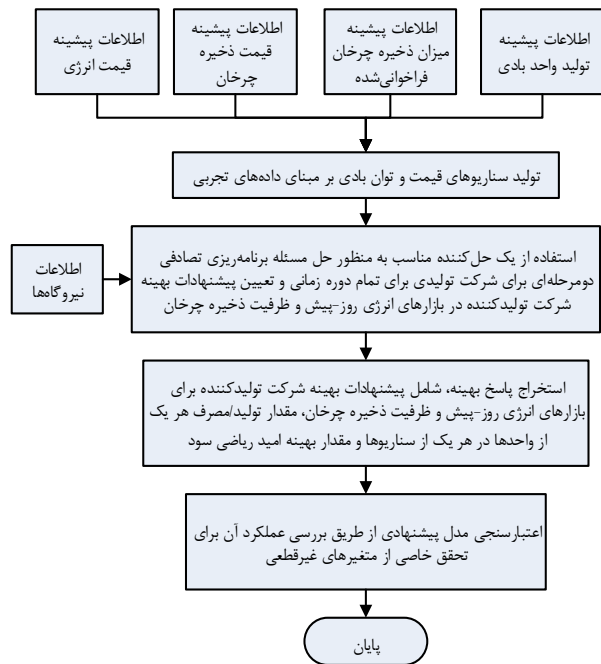 اطلاعات پیشینه
تولید واحد بادی
اطلاعات پیشینه
میزان ذخیره چرخان
فراخوانی‌شده
اطلاعات پیشینه
قیمت ذخیره
چرخان
اطلاعات پیشینه
قیمت انرژی
تولید سناریوهای قیمت و توان بادی بر مبنای داده‌های تجربی
استفاده از یک حل‌کننده مناسب به منظور حل مسئله برنامه‌ریزی تصادفی
دومرحله‌ای برای شرکت تولیدی برای تمام دوره زمانی و تعیین پیشنهادات بهینه
شرکت تولیدکننده در بازارهای انرژی روز-پیش و ظرفیت ذخیره چرخان
اطلاعات
نیروگاه‌ها
استخراج پاسخ بهینه، شامل پیشنهادات بهینه شرکت تولیدکننده برای
بازارهای انرژی روز-پیش و ظرفیت ذخیره چرخان، مقدار تولید/مصرف هر یک
از واحدها در هر یک از سناریوها و مقدار بهینه امید ریاضی سود
اعتبارسنجی مدل پیشنهادی از طریق بررسی عملکرد آن برای
تحقق خاصی از متغیرهای غیرقطعی
پایان